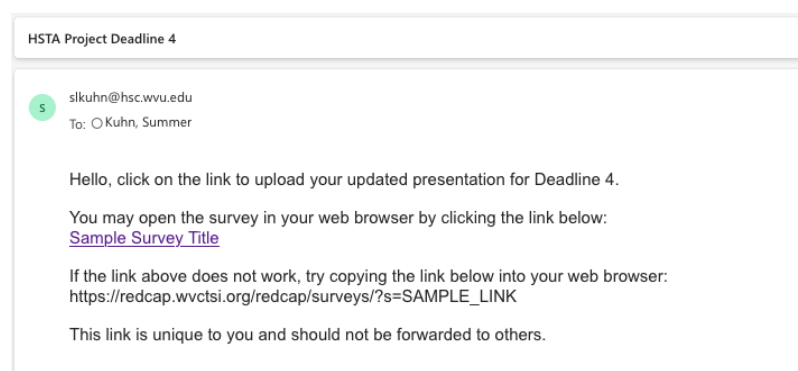 HSTA Project Deadline 4
S
slkuhn@hsc.wvu.edu
To: Kuhn, Summer
Hello, click on the link to upload your updated presentation for Deadline 4.
You may open the survey in your web browser by clicking the link below:
Sample Survey Title
If the link above does not work, try copying the link below into your web browser:
https://redcap.wvctsi.org/redcap/surveys/?s=SAMPLE_LINK
This link is unique to you and should not be forwarded to others.